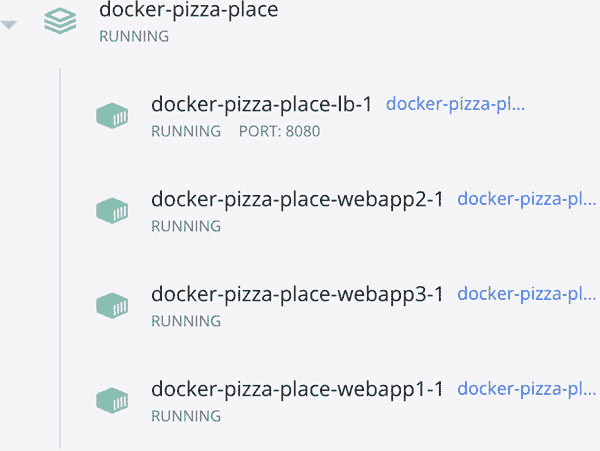 docker-pizza-place
RUNNING
docker-pizza-place-lb-1 docker-pizza-pl...
RUNNING PORT: 8080
docker-pizza-place-webapp2-1 docker-pizza-pl...
RUNNING
docker-pizza-place-webapp3-1 docker-pizza-pl...
RUNNING
docker-pizza-place-webapp1-1 docker-pizza-pl...
RUNNING